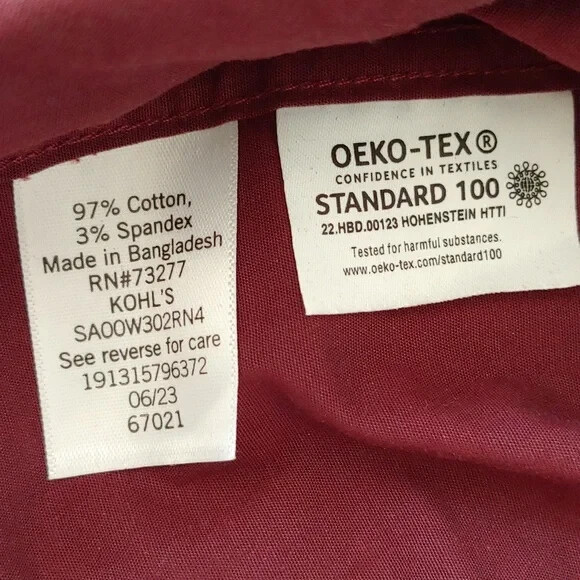 97% Cotton,
3% Spandex
Made in Bangladesh
RN#73277
KOHL'S
SA00W302RN4
See reverse for care
191315796372
06/23
67021
OEKO-TEX®
CONFIDENCE IN TEXTILES
STANDARD 100
22.HBD.00123 HOHENSTEIN HTTI
Tested for harmful substances.
www.oeko-tex.com/standard100